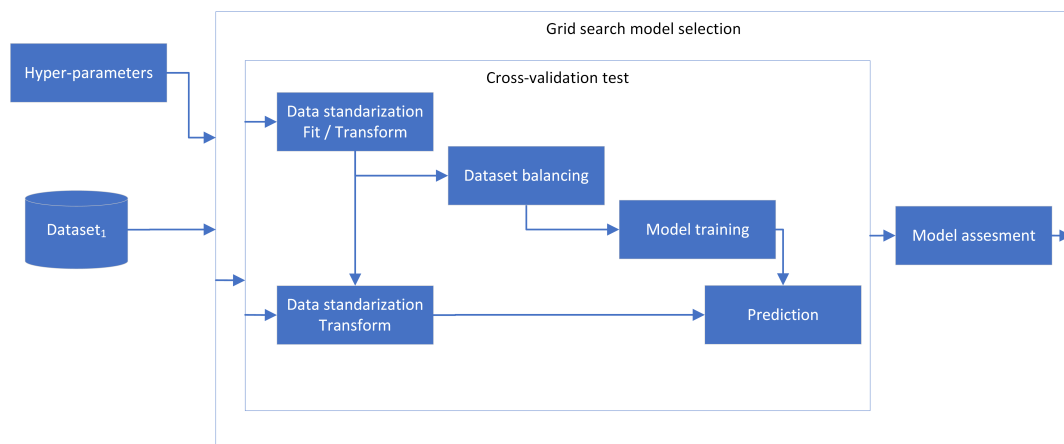 Grid search model selection
Hyper-parameters
Cross-validation test
Data standarization
Fit / Transform
Dataset balancing
Dataset₁
Model training
Model assesment
Data standarization
Transform
Prediction